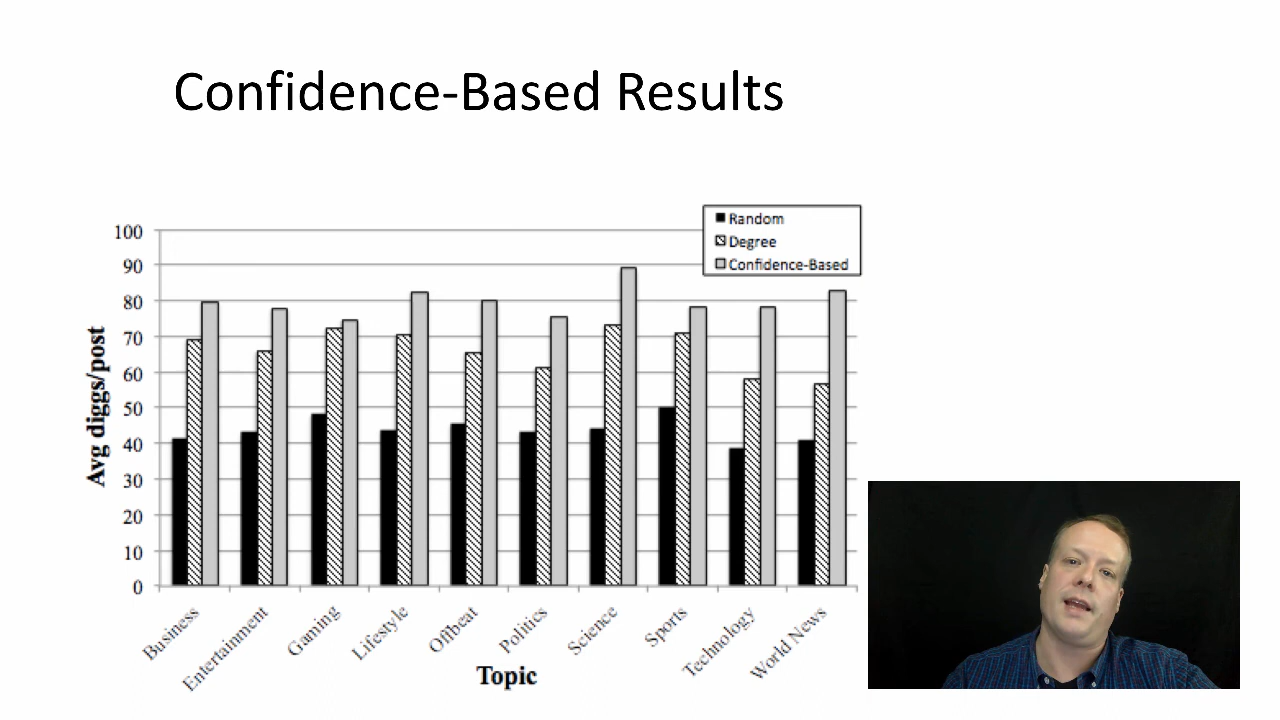 Confidence-Based Results
Random
Degree
Confidence-Based
100
90
80
70
60
50
40
30
20
10
0
Avg diggs/post
Business
Entertainment
Gaming
Lifestyle
Offbeat
Politics
Science
Sports
Technology
World News
Topic